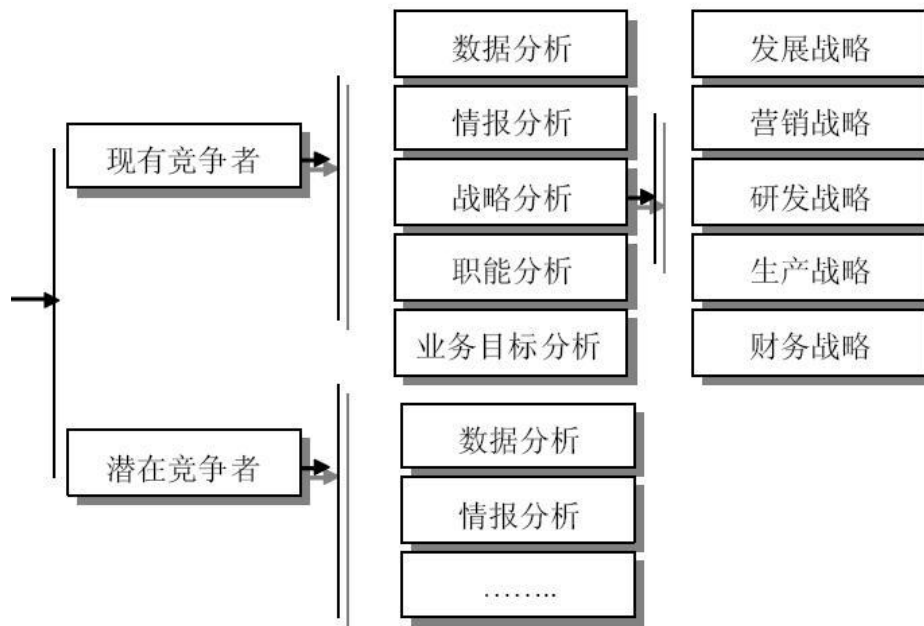 现有竞争者
数据分析
情报分析
战略分析
职能分析
业务目标分析
发展战略
营销战略
研发战略
生产战略
财务战略
潜在竞争者
数据分析
情报分析
……..